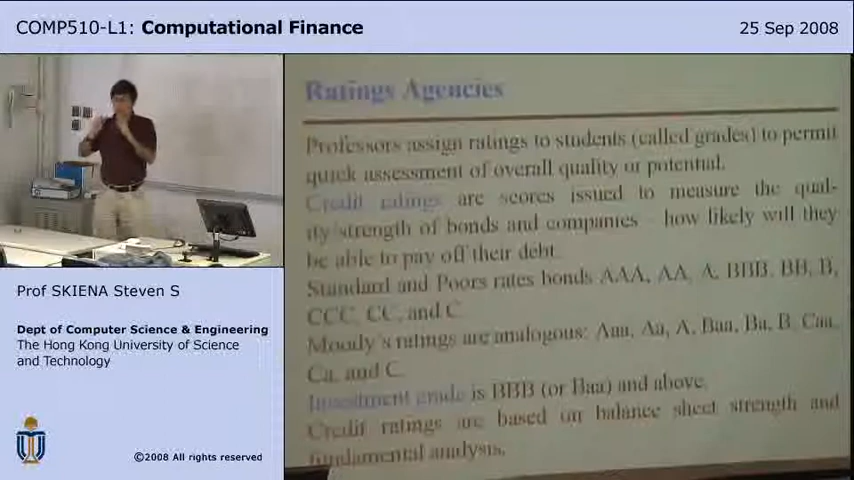 COMP510-L1: Computational Finance
25 Sep 2008
Ratings Agencies
Professors assign ratings to students (called grades) to permit
quick assessment of overall quality or potential.
Credit ratings are scores issued to measure the qual-
ity/strength of bonds and companies – how likely will they
be able to pay off their debt.
Standard and Poors rates bonds AAA, AA, A, BBB, BB, B,
CCC, CC, and C.
Moody's ratings are analogous: Aaa, Aa, A, Baa, Ba, B, Caa,
Ca, and C.
Investment grade is BBB (or Baa) and above.
Credit ratings are based on balance sheet strength and
fundamental analysis.
Prof SKIENA Steven S
Dept of Computer Science & Engineering
The Hong Kong University of Science
and Technology
©2008 All rights reserved